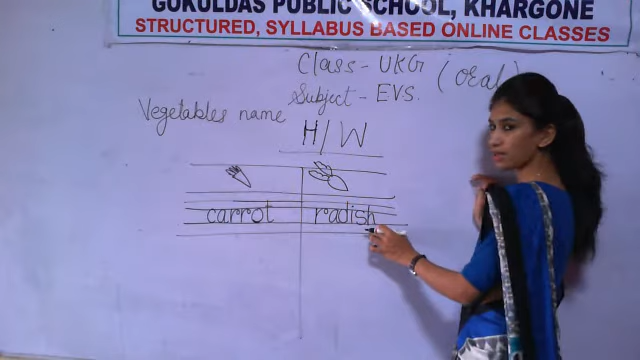 GOKULDAS PUBLIC SCHOOL, KHARGONE
STRUCTURED, SYLLABUS BASED ONLINE CLASSES
Class - UKG (oral)
Subject - EVS.
Vegetables name
H/W
carrot radish